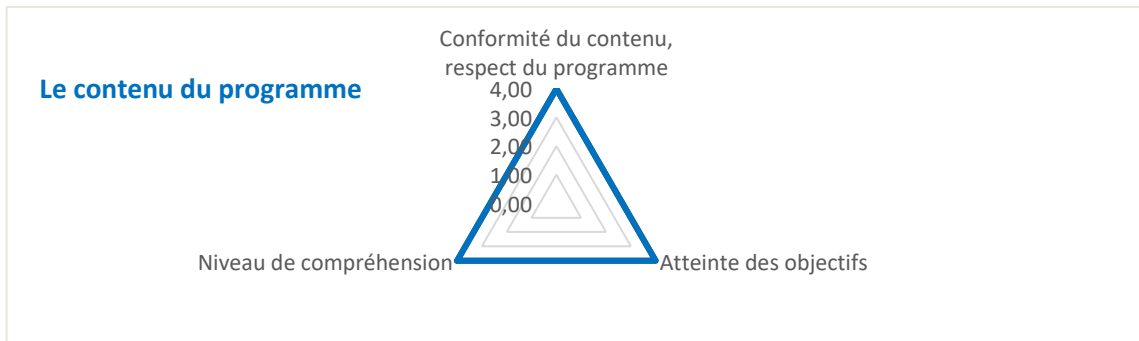 Conformité du contenu,
respect du programme
Le contenu du programme
4,00
3,00
2,00
1,00
0,00
Niveau de compréhension
Atteinte des objectifs